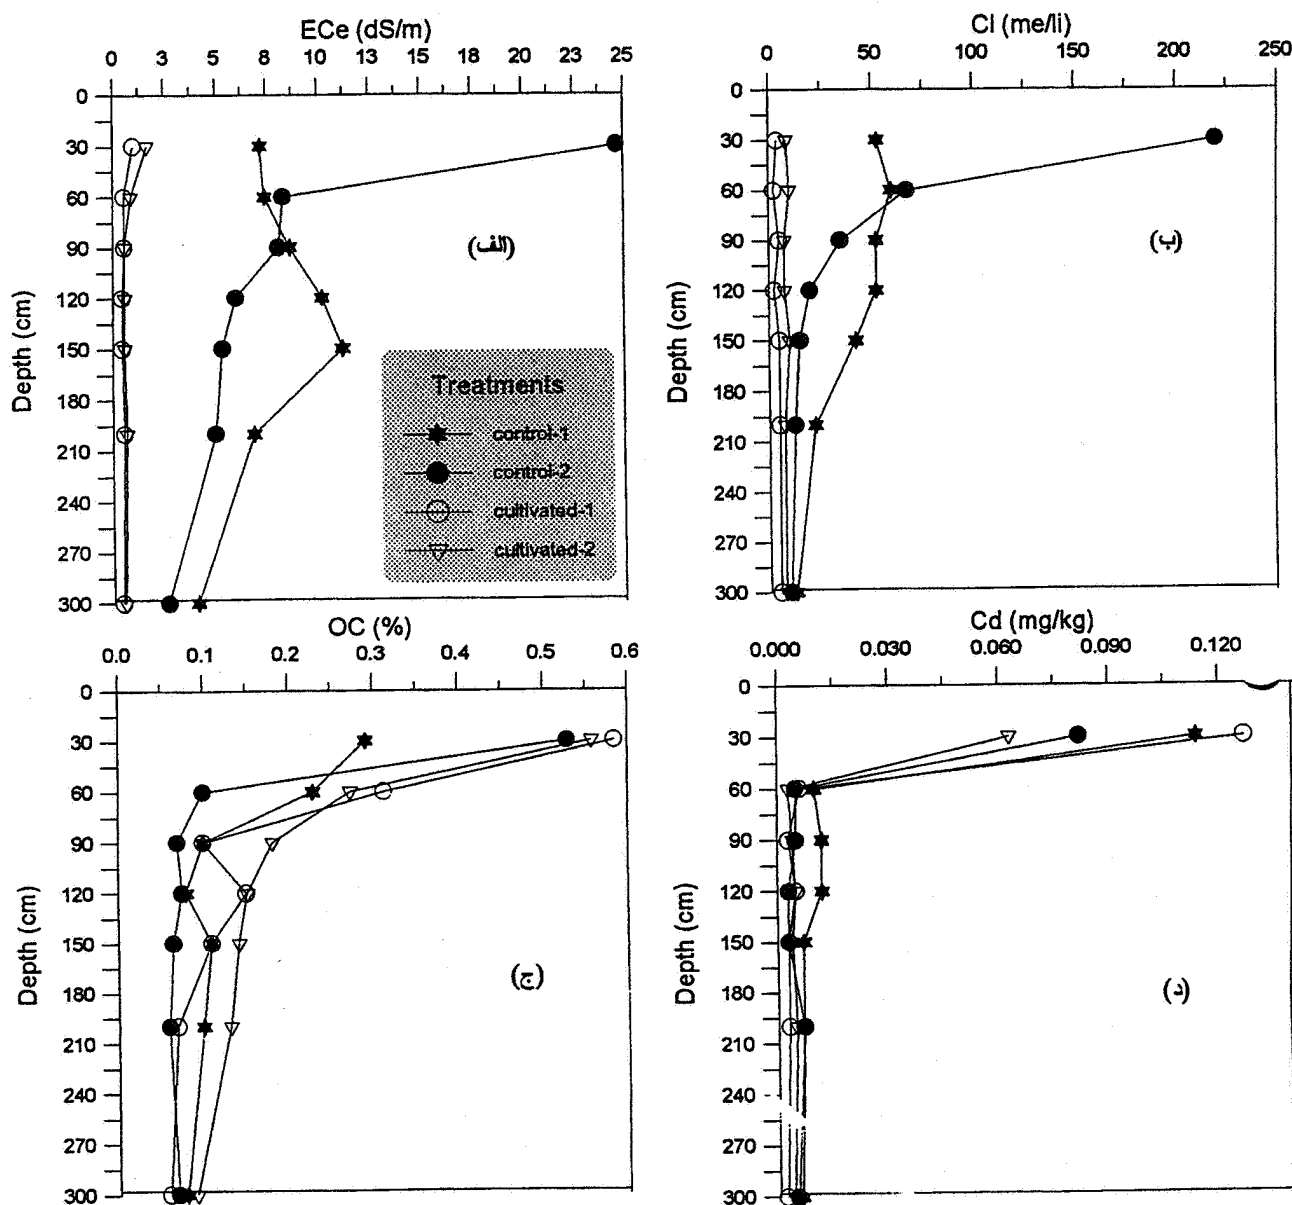 ECe (dS/m)
0 3 5 8 10 13 15 18 20 23 25
0
30
60
90
120
150
180
210
240
270
300
Depth (cm)
(الف)
Treatments
control-1
control-2
cultivated-1
cultivated-2
Cl (me/li)
0 50 100 150 200 250
0
30
60
90
120
150
180
210
240
270
300
Depth (cm)
(ب)
OC (%)
0.0 0.1 0.2 0.3 0.4 0.5 0.6
0
30
60
90
120
150
180
210
240
270
300
Depth (cm)
(ج)
Cd (mg/kg)
0.000 0.030 0.060 0.090 0.120
0
30
60
90
120
150
180
210
240
270
300
Depth (cm)
(د)